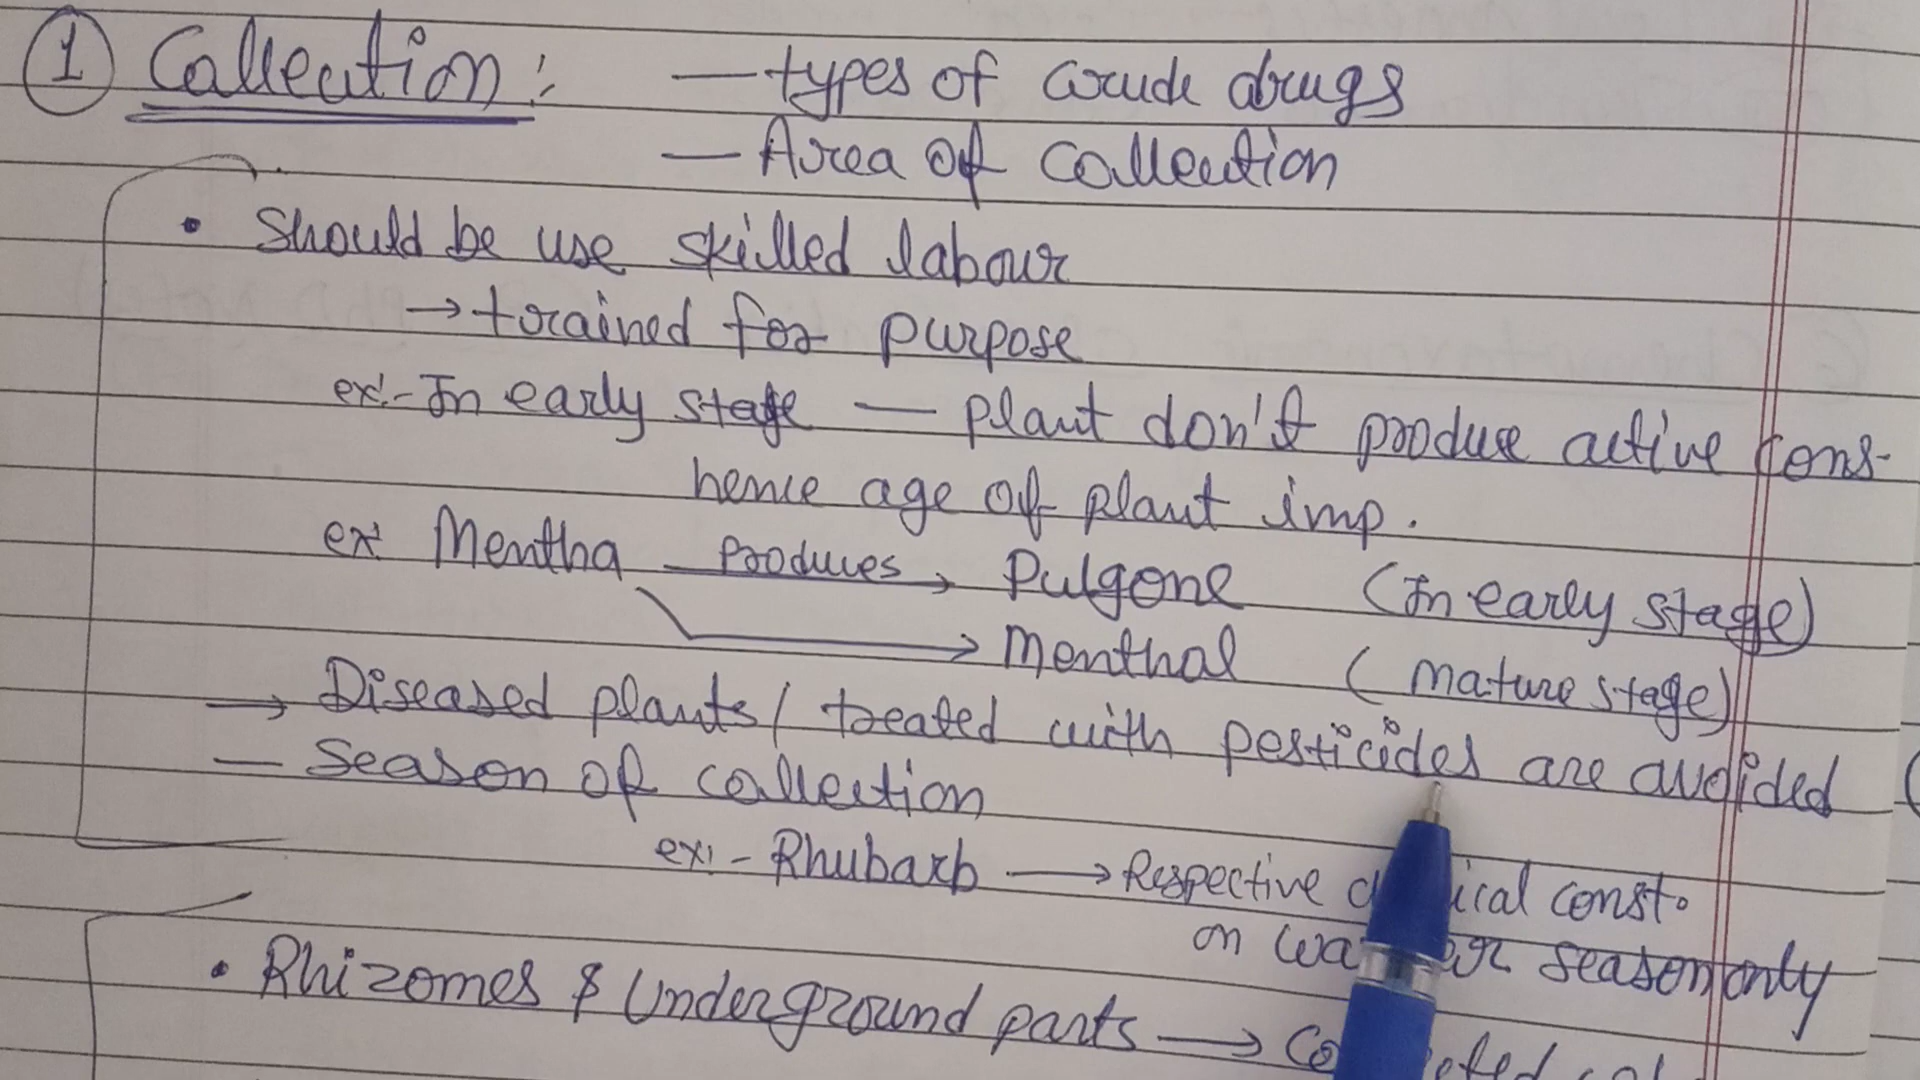 ① Collection:- — types of crude drugs
— Area of Collection
• Should be use skilled labour
→ trained for purpose
ex:- In early stage — plant don't produce active cons-
hence age of plant imp.
ex Mentha produces → Pulgone (In early stage)
→ Menthal (mature stage)
→ Diseased plants/ treated with pesticides are avoided
— Season of collection
ex:- Rhubarb → Respective const.
on season only
• Rhizomes & Underground parts →